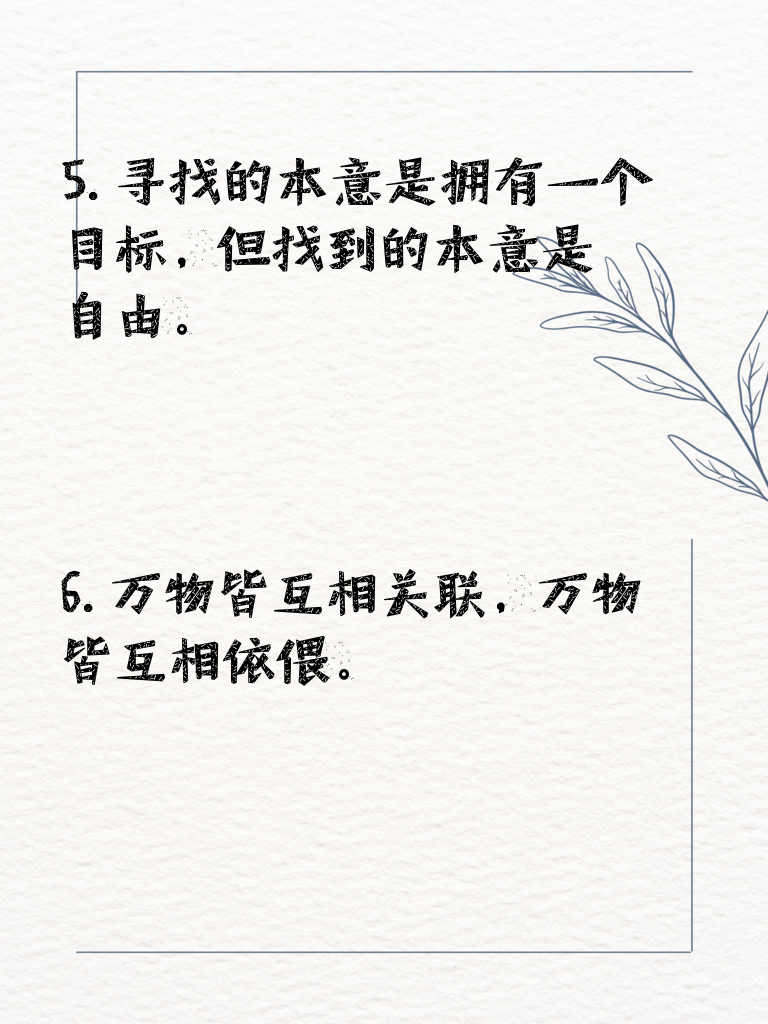 5. 寻找的本意是拥有一个
目标，但找到的本意是
自由。
6. 万物皆互相关联，万物
皆互相依偎。